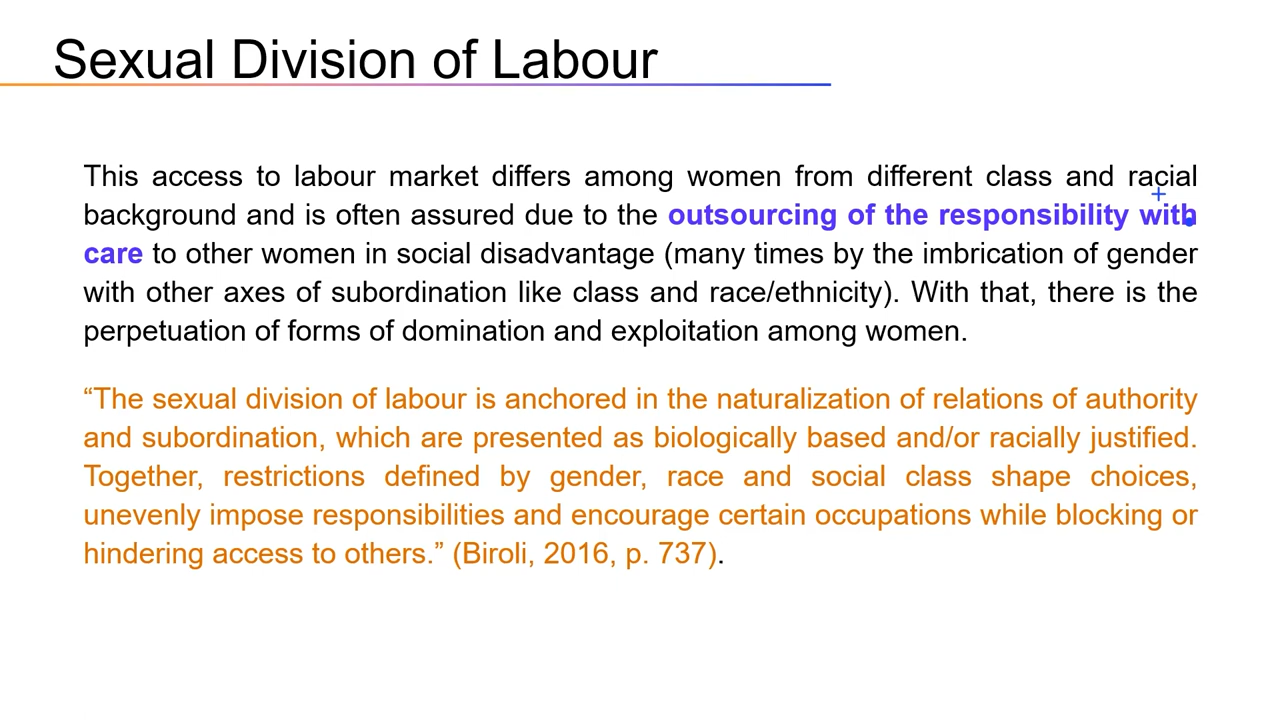 Sexual Division of Labour
This access to labour market differs among women from different class and racial
background and is often assured due to the outsourcing of the responsibility with
care to other women in social disadvantage (many times by the imbrication of gender
with other axes of subordination like class and race/ethnicity). With that, there is the
perpetuation of forms of domination and exploitation among women.
“The sexual division of labour is anchored in the naturalization of relations of authority
and subordination, which are presented as biologically based and/or racially justified.
Together, restrictions defined by gender, race and social class shape choices,
unevenly impose responsibilities and encourage certain occupations while blocking or
hindering access to others.” (Biroli, 2016, p. 737).